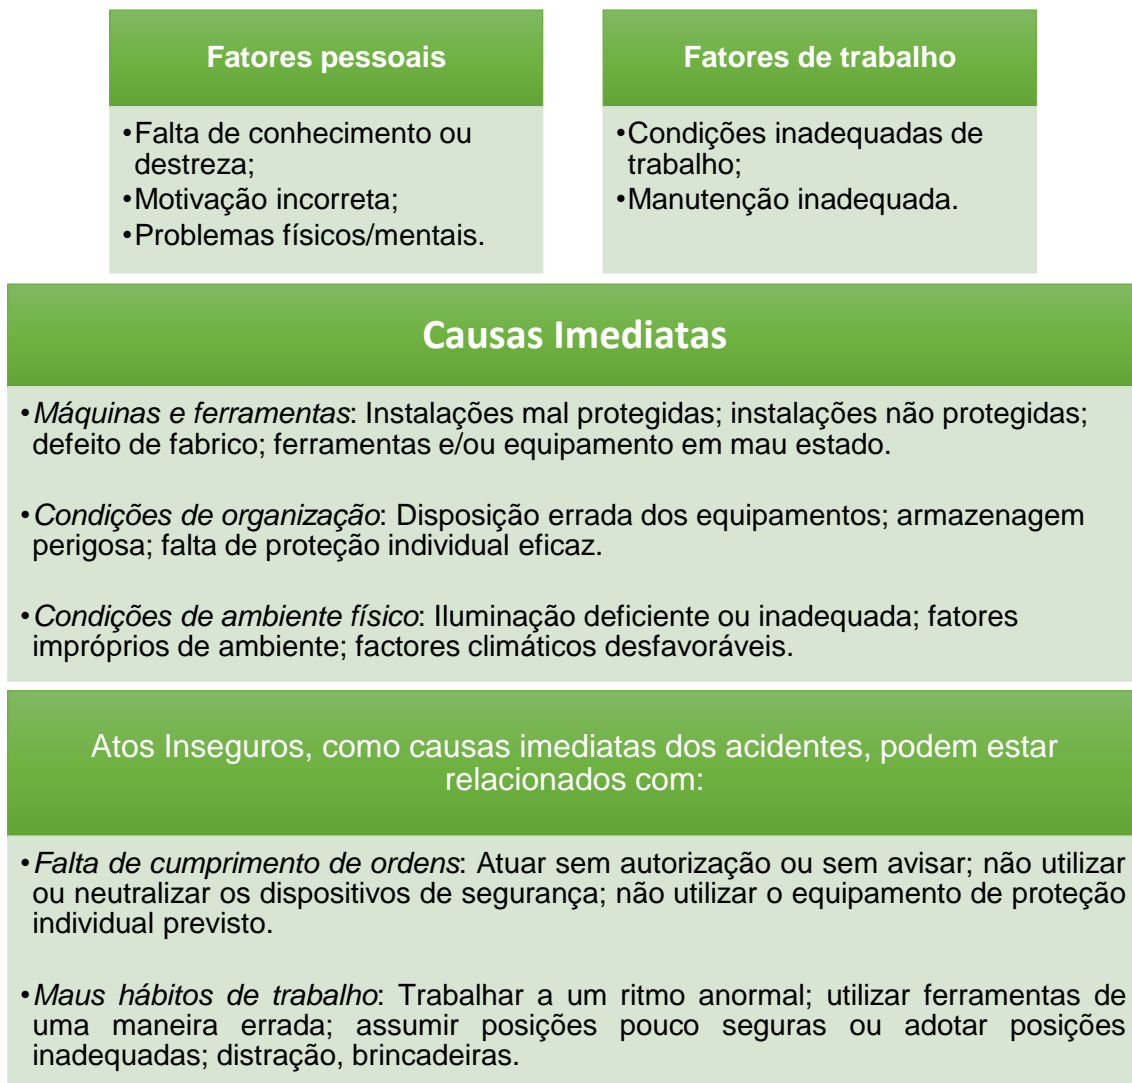 Fatores pessoais
•Falta de conhecimento ou
destreza;
•Motivação incorreta;
•Problemas físicos/mentais.
Fatores de trabalho
•Condições inadequadas de
trabalho;
•Manutenção inadequada.
Causas Imediatas
•Máquinas e ferramentas: Instalações mal protegidas; instalações não protegidas;
defeito de fabrico; ferramentas e/ou equipamento em mau estado.
•Condições de organização: Disposição errada dos equipamentos; armazenagem
perigosa; falta de proteção individual eficaz.
•Condições de ambiente físico: Iluminação deficiente ou inadequada; fatores
impróprios de ambiente; factores climáticos desfavoráveis.
Atos Inseguros, como causas imediatas dos acidentes, podem estar
relacionados com:
•Falta de cumprimento de ordens: Atuar sem autorização ou sem avisar; não utilizar
ou neutralizar os dispositivos de segurança; não utilizar o equipamento de proteção
individual previsto.
•Maus hábitos de trabalho: Trabalhar a um ritmo anormal; utilizar ferramentas de
uma maneira errada; assumir posições pouco seguras ou adotar posições
inadequadas; distração, brincadeiras.